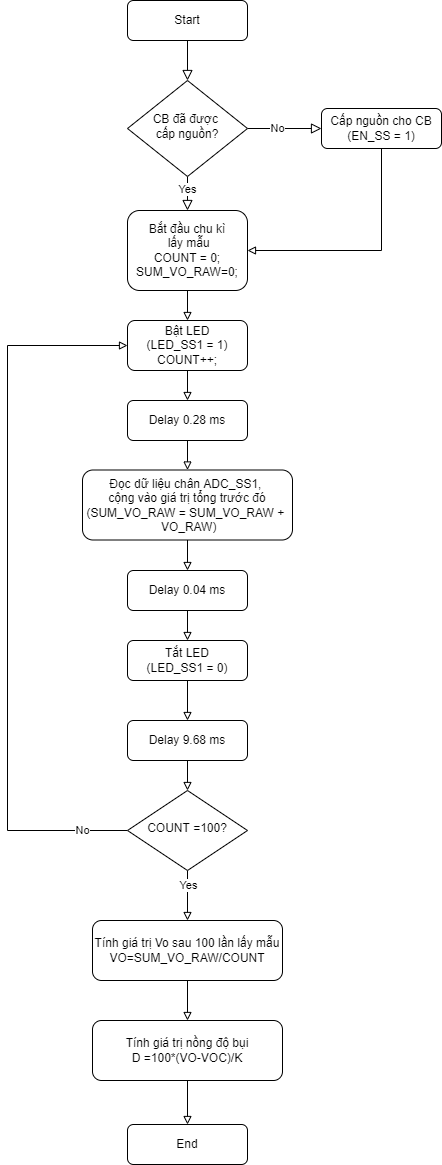 Start
CB đã được
cấp nguồn?
No
Cấp nguồn cho CB
(EN_SS = 1)
Yes
Bắt đầu chu kì
lấy mẫu
COUNT = 0;
SUM_VO_RAW=0;
Bật LED
(LED_SS1 = 1)
COUNT++;
Delay 0.28 ms
Đọc dữ liệu chân ADC_SS1,
cộng vào giá trị tổng trước đó
(SUM_VO_RAW = SUM_VO_RAW +
VO_RAW)
Delay 0.04 ms
Tắt LED
(LED_SS1 = 0)
Delay 9.68 ms
COUNT =100?
No
Yes
Tính giá trị Vo sau 100 lần lấy mẫu
VO=SUM_VO_RAW/COUNT
Tính giá trị nồng độ bụi
D =100*(VO-VOC)/K
End